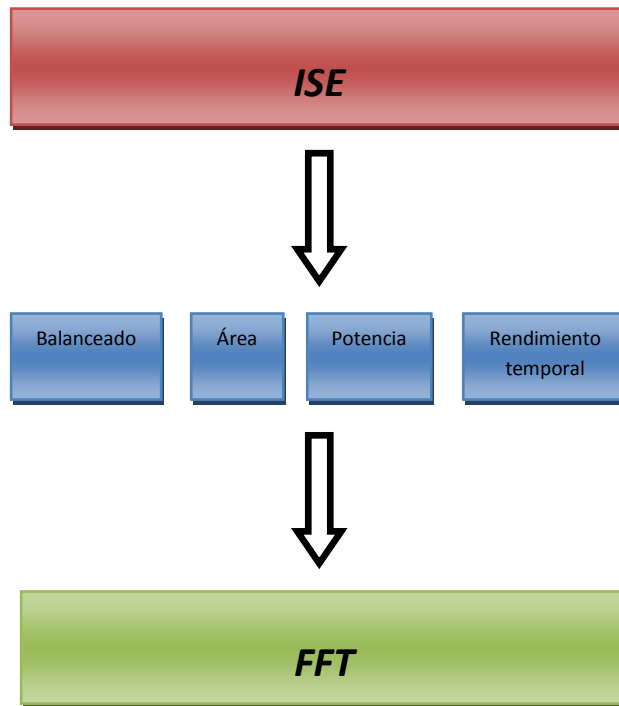 ISE
Balanceado
Área
Potencia
Rendimiento
temporal
FFT